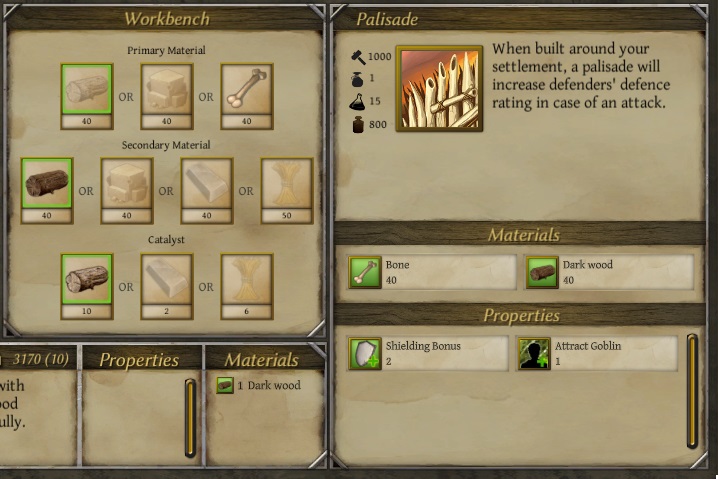 Workbench
Primary Material
OR OR
40 40 40
Secondary Material
OR OR OR
40 40 40 50
Catalyst
OR OR
10 2 6
Palisade
1000
1
15
800
When built around your
settlement, a palisade will
increase defenders' defence
rating in case of an attack.
Materials
Bone
40
Dark wood
40
Properties
Shielding Bonus
2
Attract Goblin
1
3170 (10)
with
ood
ully.
Properties
Materials
1 Dark wood